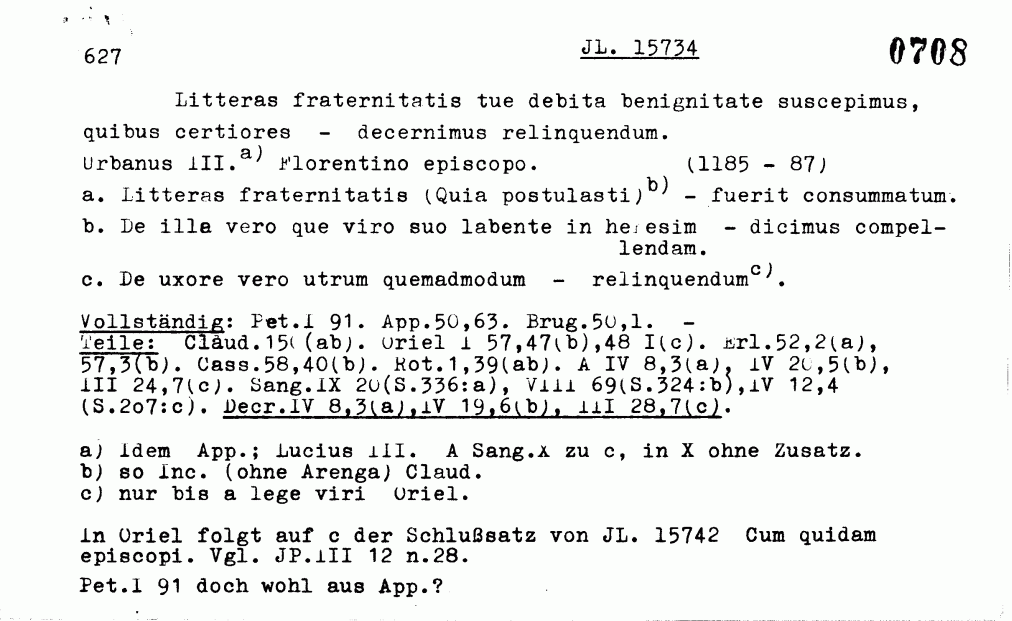 627 JL. 15734 0708
Litteras fraternitatis tue debita benignitate suscepimus,
quibus certiores - decernimus relinquendum.
Urbanus III.a) Florentino episcopo. (1185 - 87)
a. Litteras fraternitatis (Quia postulasti)b) - fuerit consummatum.
b. De illa vero que viro suo labente in heresim - dicimus compel-
lendam.
c. De uxore vero utrum quemadmodum - relinquendumc).
Vollständig: Pet.I 91. App.50,63. Brug.50,1. -
Teile: Claud.150(ab). Oriel I 57,47(b),48 I(c). Erl.52,2(a),
57,3(b). Cass.58,40(b). Rot.1,39(ab). A IV 8,3(a), IV 20,5(b),
III 24,7(c). Sang.IX 20(S.336:a), VIII 69(S.324:b),IV 12,4
(S.207:c). Decr.IV 8,3(a),IV 19,6(b), III 28,7(c).
a) Idem App.; Lucius III. A Sang.X zu c, in X ohne Zusatz.
b) so Inc. (ohne Arenga) Claud.
c) nur bis a lege viri Oriel.
In Oriel folgt auf c der Schlußsatz von JL. 15742 Cum quidam
episcopi. Vgl. JP.III 12 n.28.
Pet.I 91 doch wohl aus App.?